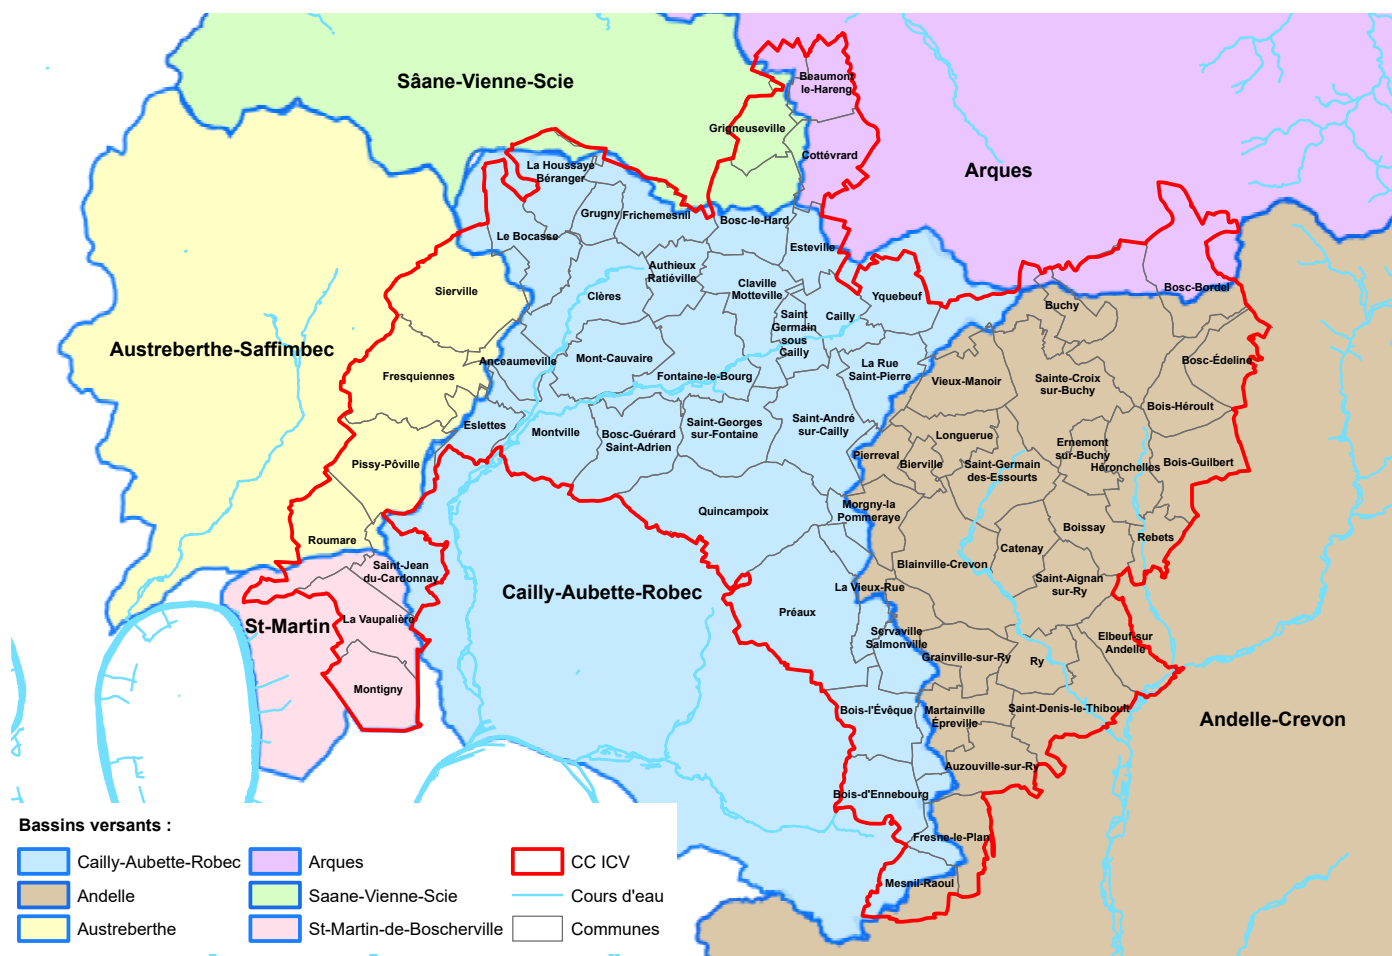 Sâane-Vienne-Scie
Beaumont
le-Hareng
Grigneuseville
Cottévrard
Arques
La Houssaye
Béranger
Grugny
Frichemesnil
Bosc-le-Hard
Le Bocasse
Esteville
Authieux
Ratiéville
Sierville
Clères
Claville
Motteville
Yquebeuf
Bosc-Bordel
Buchy
Saint
Germain
sous
Cailly
Cailly
Austreberthe-Saffimbec
Anceaumeville
Mont-Cauvaire
Fresquiennes
Fontaine-le-Bourg
La Rue
Saint-Pierre
Vieux-Manoir
Sainte-Croix
sur-Buchy
Bosc-Édeline
Bois-Héroult
Eslettes
Montville
Bosc-Guérard
Saint-Adrien
Saint-Georges
sur-Fontaine
Saint-André
sur-Cailly
Longuerue
Ernemont
sur-Buchy
Pierreval
Bierville
Saint-Germain
des-Essourts
Héronchelles
Bois-Guilbert
Pissy-Pôville
Quincampoix
Morgny-la
Pommeraye
Boissay
Rebets
Roumare
Catenay
Saint-Jean
du-Cardonnay
Blainville-Crevon
Saint-Aignan
sur-Ry
Cailly-Aubette-Robec
La Vieux-Rue
Préaux
St-Martin
La Vaupalière
Servaville
Salmonville
Elbeuf-sur
Andelle
Grainville-sur-Ry
Ry
Montigny
Bois-l'Évêque
Martainville
Épreville
Saint-Denis-le-Thiboult
Andelle-Crevon
Auzouville-sur-Ry
Bois-d'Ennebourg
Fresne-le-Plan
Mesnil-Raoul
Bassins versants :
Cailly-Aubette-Robec
Arques
CC ICV
Andelle
Saane-Vienne-Scie
Cours d'eau
Austreberthe
St-Martin-de-Boscherville
Communes